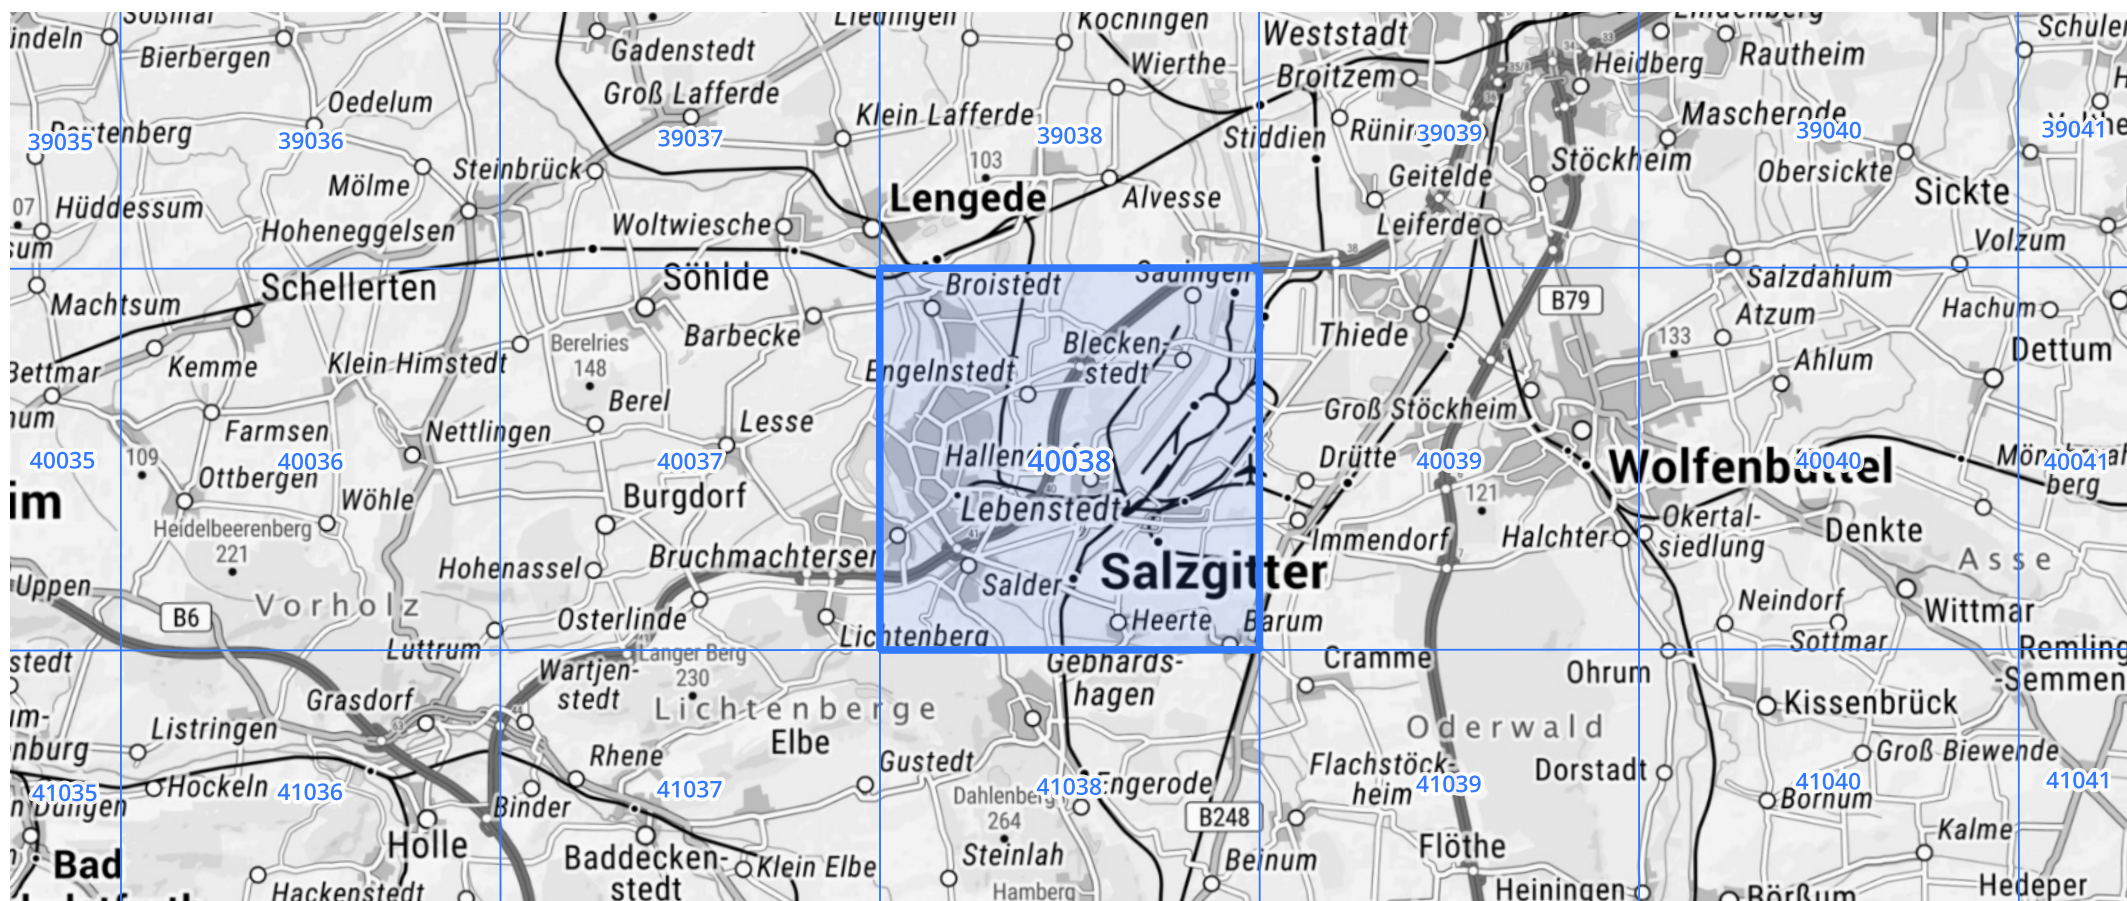 Gadenstedt
Bierbergen
Weststadt
Wierthe
Broitzem
Heidberg
Rautheim
Oedelum
Groß Lafferde
Klein Lafferde
39035
39036
39037
39038
39039
39040
39041
Stiddien
Mascherode
Stöckheim
Obersickte
Sickte
Mölme
Steinbrück
103
Lengede
Alvesse
Geitelde
Leiferde
Hüddessum
Hoheneggelsen
Woltwiesche
38
Volzum
Schellerten
Söhlde
Broistedt
Salzdahlum
Machtsum
Barbecke
B79
Hachum
Atzum
Kemme
Klein Himstedt
Berelries
148
Blecken-
stedt
Thiede
133
Ahlum
Dettum
Bettmar
Engelnstedt
Berel
Lesse
Groß Stöckheim
Farmsen
Nettlingen
109
Ottbergen
40035
40036
40037
40038
40039
40040
40041
Drütte
Wolfenbüttel
berg
Wöhle
Burgdorf
Lebenstedt
121
Okertal-
siedlung
Denkte
Heidelbeerenberg
221
Hohenassel
Bruchmachtersen
Immendorf
Halchter
Asse
Uppen
Vorholz
Salder
Salzgitter
B6
Osterlinde
Heerte
Barum
Neindorf
Wittmar
Sottmar
Luttrum
Lichtenberg
Langer Berg
230
Wartjen-
stedt
Gebhards-
hagen
Cramme
Ohrum
Grasdorf
Listringen
Lichtenberge
Elbe
Oderwald
Kissenbrück
Rhene
Gustedt
Flachstöck-
heim
Dorstadt
Groß Biewende
Hockeln
Binder
41035
41036
41037
41038
41039
41040
41041
Engerode
Dahlenberg
264
B248
Bornum
Holle
Baddecken-
stedt
Klein Elbe
Steinlah
Hamberg
Beinum
Flöthe
Kalme
Bad
Hackenstedt
Heiningen
Börßum
Hedeper